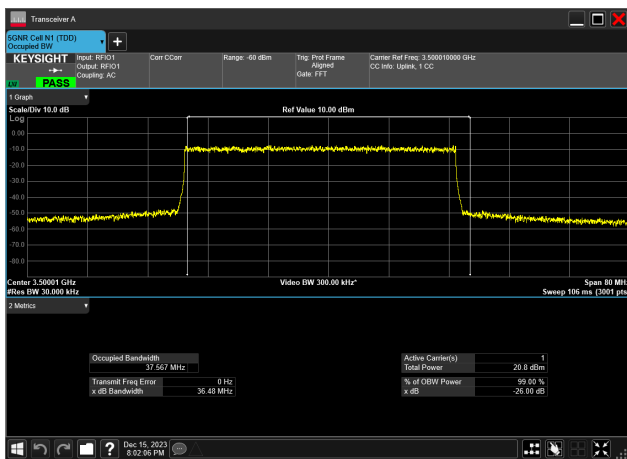 Transceiver A
5GNR Cell N1 (TDD)
Occupied BW
KEYSIGHT
PASS
Input: RFIO1
Output: RFIO1
Coupling: AC
Corr CCorr
Range: -60 dBm
Trig: Prot Frame
Aligned
Gate: FFT
Carrier Ref Freq: 3.500010000 GHz
CC Info: Uplink, 1 CC
1 Graph
Scale/Div 10.0 dB
Ref Value 10.00 dBm
Log
0.00
-10.0
-20.0
-30.0
-40.0
-50.0
-60.0
-70.0
-80.0
Center 3.50001 GHz
Video BW 300.00 kHz*
Span 80 MHz
#Res BW 30.000 kHz
Sweep 106 ms (3001 pts
2 Metrics
Occupied Bandwidth
37.567 MHz
Transmit Freq Error 0 Hz
x dB Bandwidth 36.48 MHz
Active Carrier(s) 1
Total Power 20.8 dBm
% of OBW Power 99.00 %
x dB -26.00 dB
Dec 15, 2023
8:02:06 PM